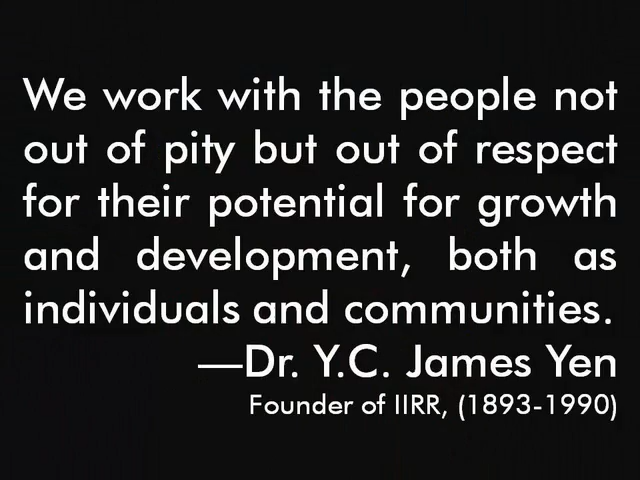 We work with the people not
out of pity but out of respect
for their potential for growth
and development, both as
individuals and communities.
—Dr. Y.C. James Yen
Founder of IIRR, (1893-1990)